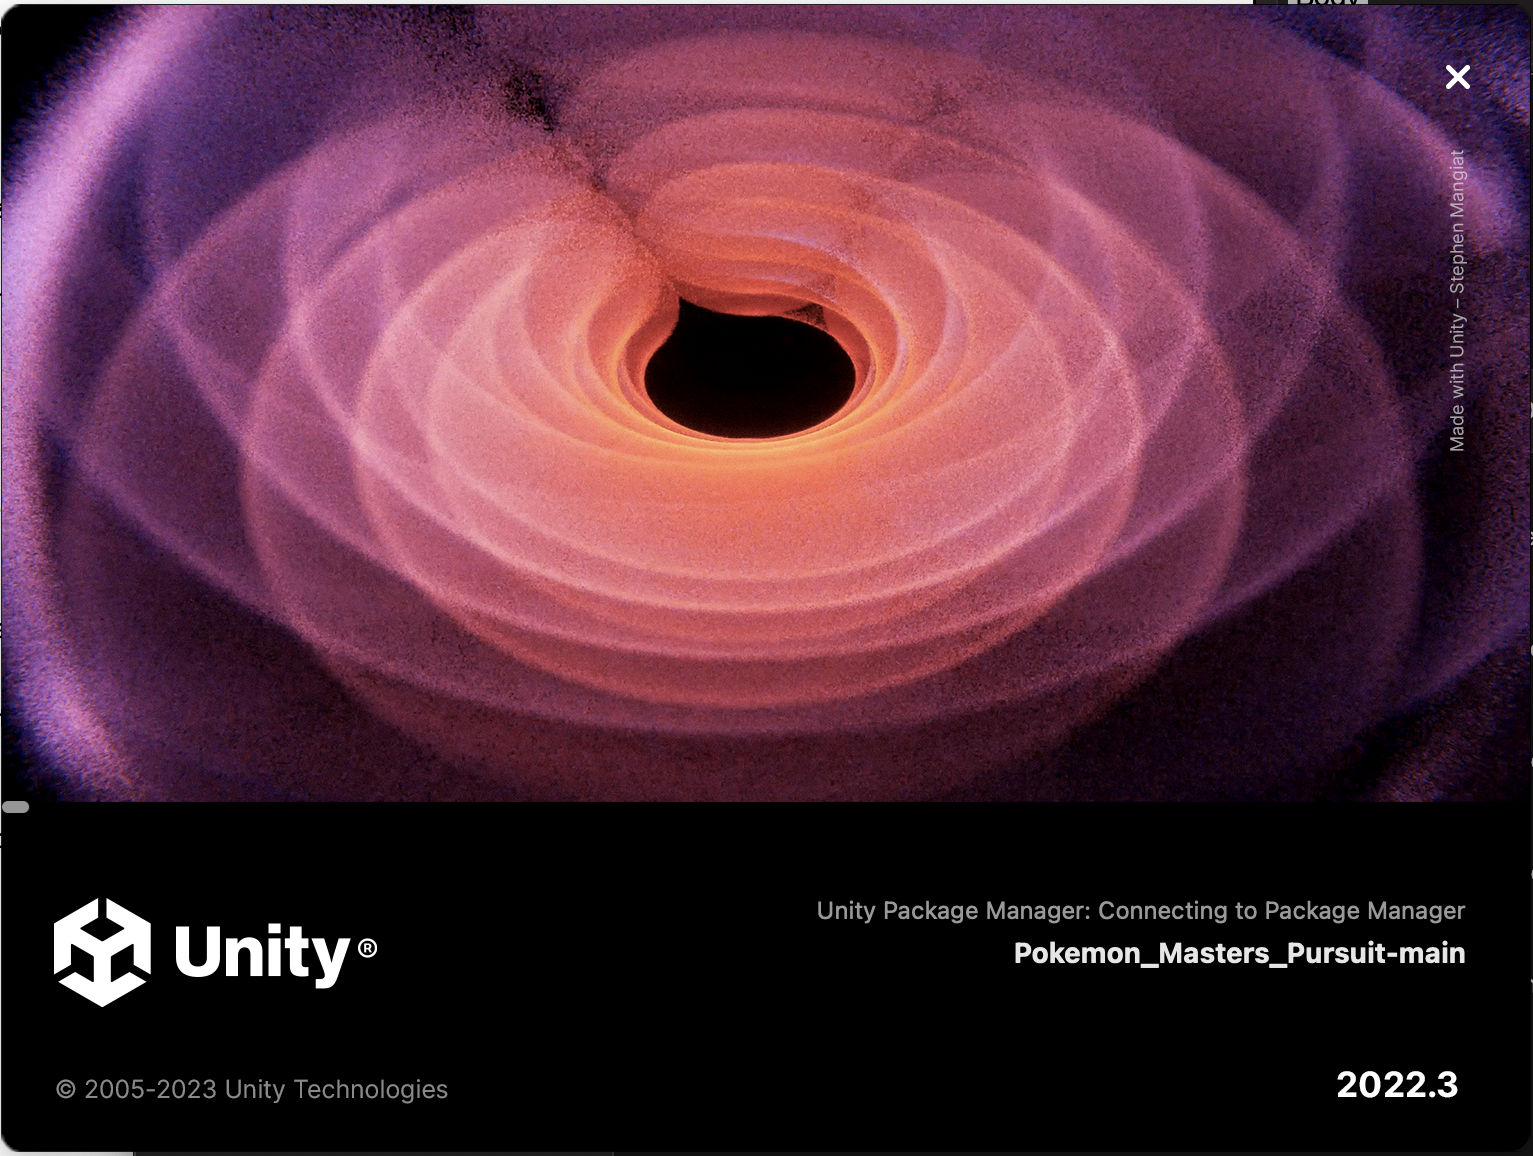 Made with Unity – Stephen Mangiat
Unity®
Unity Package Manager: Connecting to Package Manager
Pokemon_Masters_Pursuit-main
© 2005-2023 Unity Technologies
2022.3